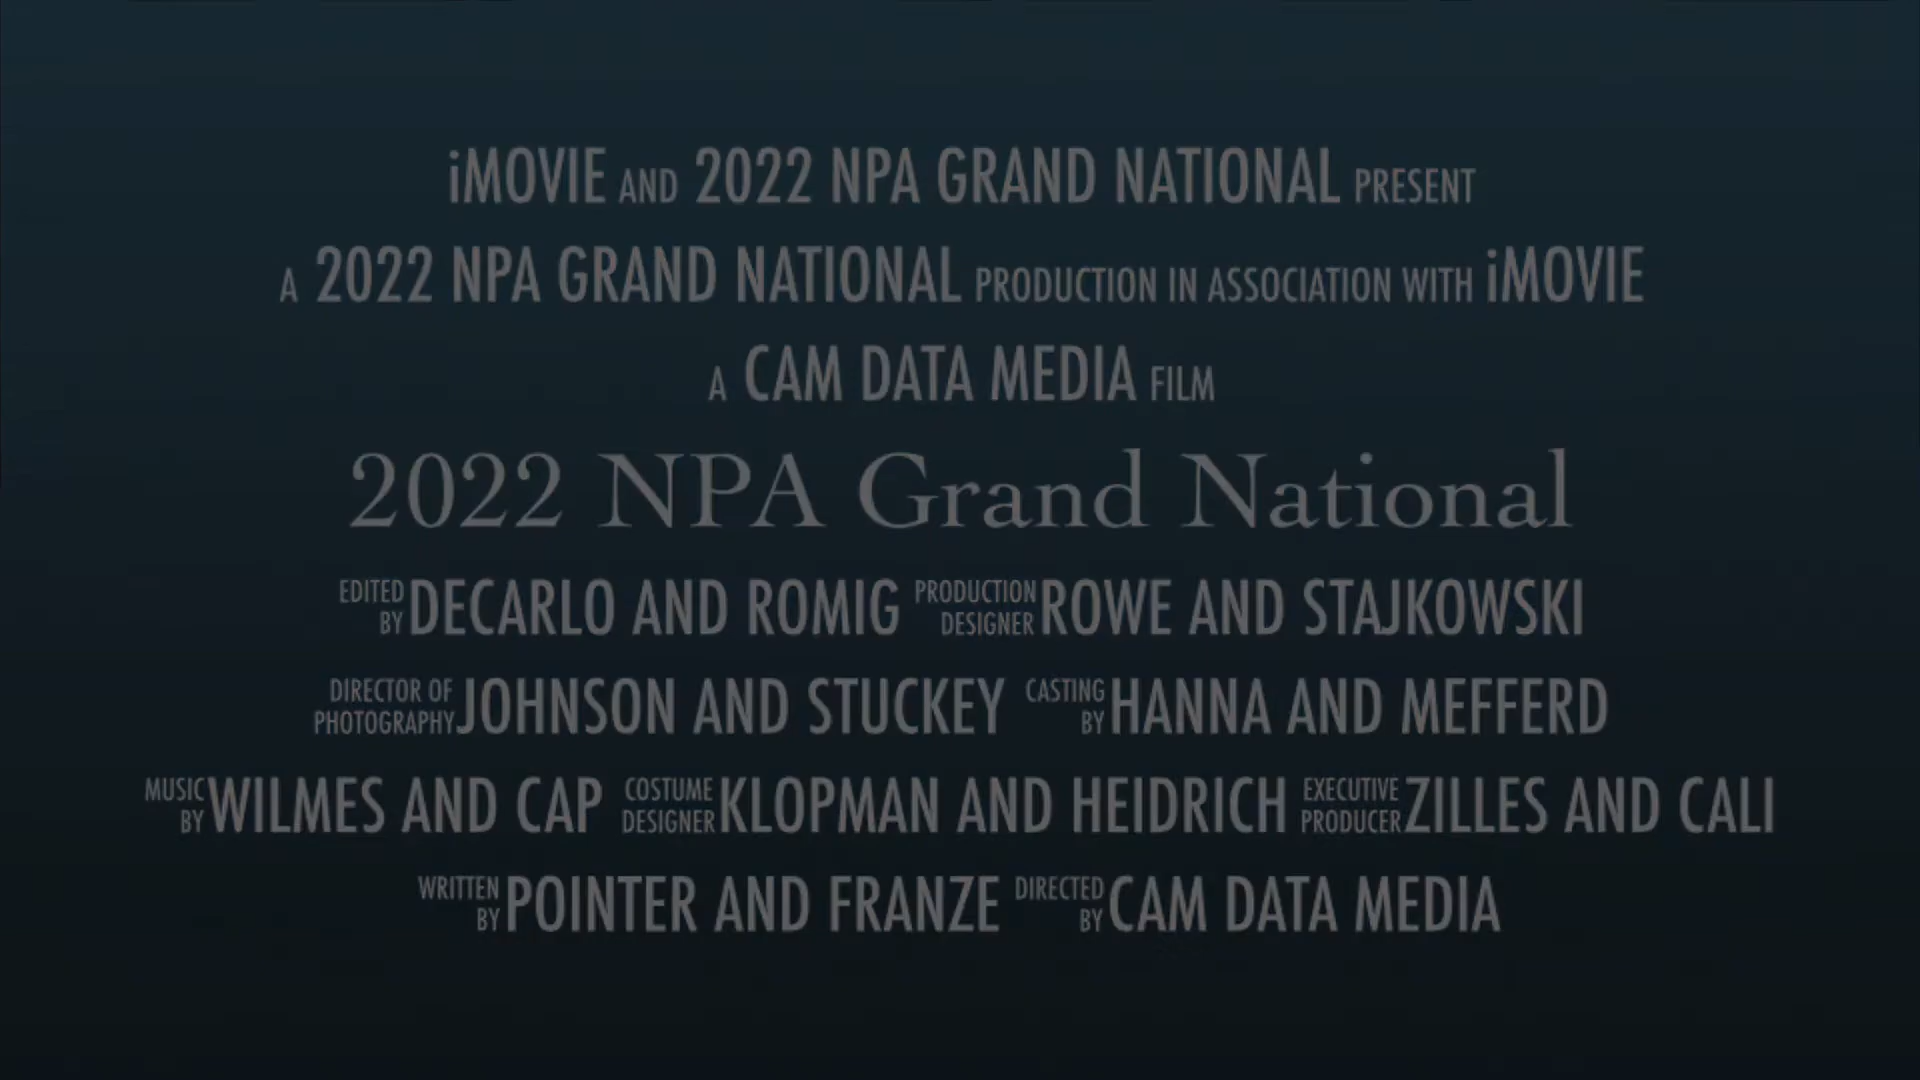 iMOVIE AND 2022 NPA GRAND NATIONAL PRESENT
A 2022 NPA GRAND NATIONAL PRODUCTION IN ASSOCIATION WITH iMOVIE
A CAM DATA MEDIA FILM
2022 NPA Grand National
EDITED BY DECARLO AND ROMIG PRODUCTION DESIGNER ROWE AND STAJKOWSKI
DIRECTOR OF PHOTOGRAPHY JOHNSON AND STUCKEY CASTING BY HANNA AND MEFFERD
MUSIC BY WILMES AND CAP COSTUME DESIGNER KLOPMAN AND HEIDRICH EXECUTIVE PRODUCER ZILLES AND CALI
WRITTEN BY POINTER AND FRANZE DIRECTED BY CAM DATA MEDIA